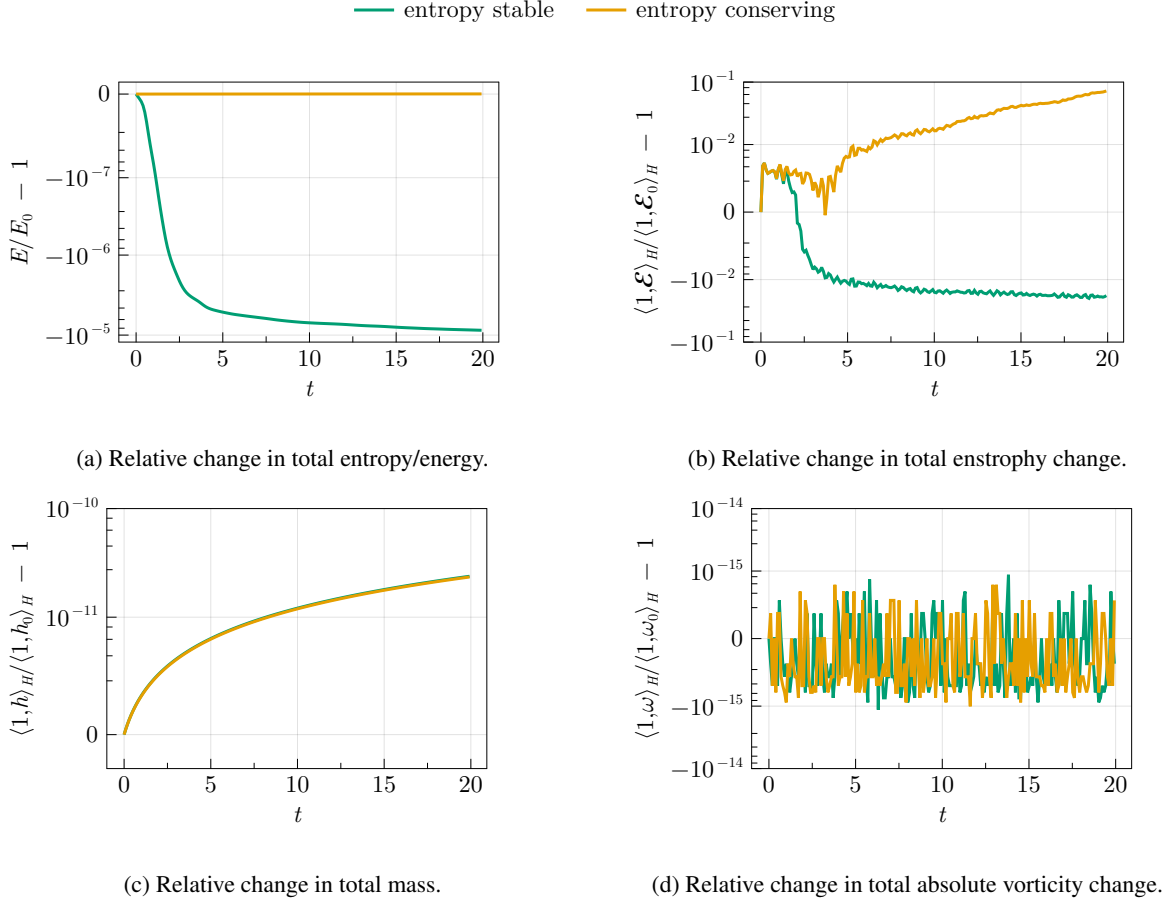 entropy stable entropy conserving
0
−10⁻⁷
−10⁻⁶
−10⁻⁵
E/E₀ − 1
0 5 10 15 20
t
(a) Relative change in total entropy/energy.
10⁻¹
10⁻²
0
−10⁻²
−10⁻¹
⟨1,𝓔⟩_H/⟨1,𝓔₀⟩_H − 1
0 5 10 15 20
t
(b) Relative change in total enstrophy change.
10⁻¹⁰
10⁻¹¹
0
⟨1,h⟩_H/⟨1,h₀⟩_H − 1
0 5 10 15 20
t
(c) Relative change in total mass.
10⁻¹⁴
10⁻¹⁵
0
−10⁻¹⁵
−10⁻¹⁴
⟨1,ω⟩_H/⟨1,ω₀⟩_H − 1
0 5 10 15 20
t
(d) Relative change in total absolute vorticity change.